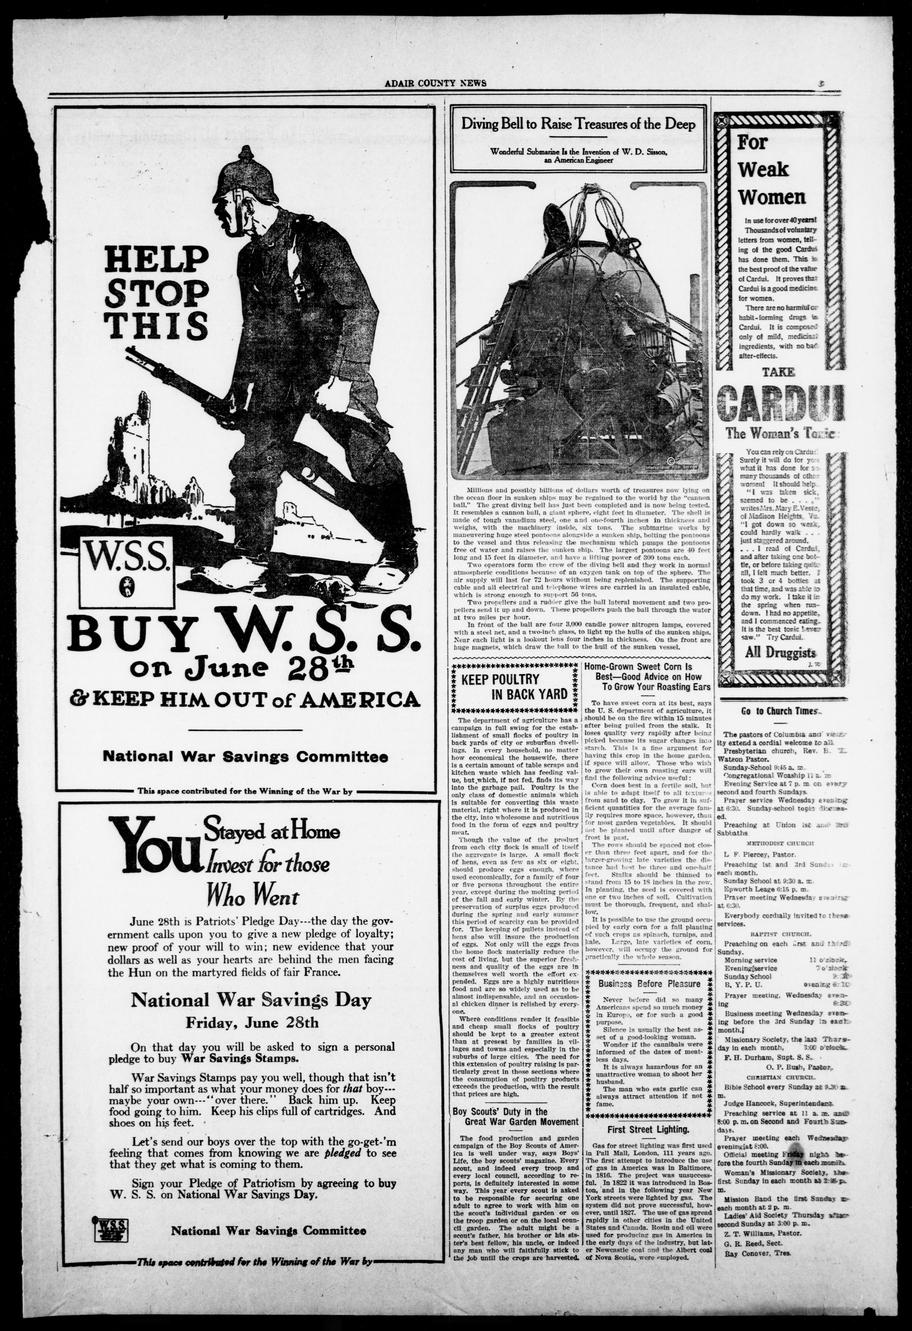 ADAIR COUNTY NEWS
HELP
STOP
THIS
W.S.S.
BUY W. S. S.
on June 28th
& KEEP HIM OUT of AMERICA
National War Savings Committee
This space contributed for the Winning of the War by
You Stayed at Home
Invest for those
Who Went
June 28th is Patriots' Pledge Day---the day the gov-
ernment calls upon you to give a new pledge of loyalty;
new proof of your will to win; new evidence that your
dollars as well as your hearts are behind the men facing
the Hun on the martyred fields of fair France.
National War Savings Day
Friday, June 28th
On that day you will be asked to sign a personal
pledge to buy War Savings Stamps.
War Savings Stamps pay you well, though that isn't
half so important as what your money does for that boy---
maybe your own---"over there." Back him up. Keep
food going to him. Keep his clips full of cartridges. And
shoes on his feet.
Let's send our boys over the top with the go-get-'m
feeling that comes from knowing we are pledged to see
that they get what is coming to them.
Sign your Pledge of Patriotism by agreeing to buy
W. S. S. on National War Savings Day.
W.S.S.
National War Savings Committee
This space contributed for the Winning of the War by
Diving Bell to Raise Treasures of the Deep
Wonderful Submarine Is the Invention of W. D. Sisson,
an American Engineer
Millions and possibly billions of dollars worth of treasures now lying on
the ocean floor in sunken ships may be regained to the world by the "cannon
ball." The great diving bell has just been completed and is now being tested.
It resembles a cannon ball, a giant sphere, eight feet in diameter. The shell is
made of tough vanadium steel, one and one-fourth inches in thickness and
weighs, with the machinery inside, six tons. The submarine works by
maneuvering huge steel pontoons alongside a sunken ship, bolting the pontoons
to the vessel and thus releasing the mechanism which pumps the pontoons
free of water and raises the sunken ship. The largest pontoons are 40 feet
long and 15 feet in diameter, and have a lifting power of 300 tons each.
Two operators form the crew of the diving bell and they work in normal
atmospheric conditions because of an oxygen tank on top of the sphere. The
air supply will last for 72 hours without being replenished. The supporting
cable and all electrical and telephone wires are carried in an insulated cable,
which is strong enough to support 56 tons.
Two propellers and a rudder give the ball lateral movement and two pro-
pellers send it up and down. These propellers push the ball through the water
at two miles per hour.
In front of the ball are four 3,000 candle power nitrogen lamps, covered
with a steel net, and a two-inch glass, to light up the hulls of the sunken ships.
Near each light is a lookout lens four inches in thickness. On the front are
huge magnets, which draw the ball to the hull of the sunken vessel.
KEEP POULTRY
IN BACK YARD
The department of agriculture has a
campaign in full swing for the estab-
lishment of small flocks of poultry in
back yards of city or suburban dwell-
ings. In every household, no matter
how economical the housewife, there
is a certain amount of table scraps and
kitchen waste which has feeding val-
ue, but which, if not fed, finds its way
into the garbage pail. Poultry is the
only class of domestic animals which
is suitable for converting this waste
material, right where it is produced in
the city, into wholesome and nutritious
food in the form of eggs and poultry
meat.
Though the value of the product
from each city flock is small of itself
the aggregate is large. A small flock
of hens, even as few as six or eight,
should produce eggs enough, where
used economically, for a family of four
or five persons throughout the entire
year, except during the molting period
of the fall and early winter. By the
preservation of surplus eggs produced
during the spring and early summer
this period of scarcity can be provided
for. The keeping of pullets instead of
hens also will insure the production
of eggs. Not only will the eggs from
the home flock materially reduce the
cost of living, but the superior fresh-
ness and quality of the eggs are in
themselves well worth the effort ex-
pended. Eggs are a highly nutritious
food and are so widely used as to be
almost indispensable, and an occasion-
al chicken dinner is relished by every-
one.
Where conditions render it feasible
and cheap small flocks of poultry
should be kept to a greater extent
than at present by families in vil-
lages and towns and especially in the
suburbs of large cities. The need for
this extension of poultry raising is par-
ticularly great in those sections where
the consumption of poultry products
exceeds the production, with the result
that prices are high.
Boy Scouts' Duty in the
Great War Garden Movement
The food production and garden
campaign of the Boy Scouts of Amer-
ica is well under way, says Boys'
Life, the boy scouts' magazine. Every
scout, and indeed every troop and
every local council, according to re-
ports, is definitely interested in some
way. This year every scout is asked
to be responsible for securing one
adult to agree to work with him on
the scout's individual garden or on
the troop garden or on the local coun-
cil garden. The adult might be a
scout's father, his brother or his sis-
ter's best fellow, his uncle, or indeed
any man who will faithfully stick to
the job until the crops are harvested.
Home-Grown Sweet Corn Is
Best—Good Advice on How
To Grow Your Roasting Ears
To have sweet corn at its best, says
the U. S. department of agriculture, it
should be on the fire within 15 minutes
after being pulled from the stalk. It
loses quality very rapidly after being
picked because its sugar changes into
starch. This is a fine argument for
having this crop in the home garden,
if space will allow. Those who wish
to grow their own roasting ears will
find the following advice useful:
Corn does best in a fertile soil, but
is able to adapt itself to all textures
from sand to clay. To grow it in suf-
ficient quantities for the average fam-
ily requires more space, however, than
for most garden vegetables. It should
not be planted until after danger of
frost is past.
The rows should be spaced not clos-
er than three feet apart, and for the
larger-growing late varieties the dis-
tance had best be three and one-half
feet. Stalks should be thinned to
stand from 15 to 18 inches in the row.
In planting, the seed is covered with
one or two inches of soil. Cultivation
must be thorough, frequent, and shal-
low.
It is possible to use the ground occu-
pied by early corn for a fall planting
of such crops as spinach, turnips, and
kale. Large, late varieties of corn,
however, will occupy the ground for
practically the whole season.
Business Before Pleasure
Never before did so many
Americans spend so much money
in Europe, or for such a good
purpose.
Silence is usually the best as-
set of a good-looking woman.
Wonder if the cannibals were
informed of the dates of meat-
less days.
It is always hazardous for an
unattractive woman to shoot her
husband.
The man who eats garlic can
always attract attention if not
fame.
First Street Lighting.
Gas for street lighting was first used
in Pall Mall, London, 111 years ago.
The first attempt to introduce the use
of gas in America was in Baltimore,
in 1816. The project was unsuccess-
ful. In 1822 it was introduced in Bos-
ton, and in the following year New
York streets were lighted by gas. The
system did not prove successful, how-
ever, until 1827. The use of gas spread
rapidly in other cities in the United
States and Canada. Rosin and oil were
used for producing gas in America in
the early days of the industry, but lat-
er Newcastle coal and the Albert coal
of Nova Scotia, were employed.
For
Weak
Women
In use for over 40 years!
Thousands of voluntary
letters from women, tell-
ing of the good Cardui
has done them. This is
the best proof of the value
of Cardui. It proves that
Cardui is a good medicine
for women.
There are no harmful or
habit-forming drugs in
Cardui. It is composed
only of mild, medicinal
ingredients, with no bad
after-effects.
TAKE
CARDUI
The Woman's Tonic
You can rely on Cardui.
Surely it will do for you
what it has done for so
many thousands of other
women! It should help.
"I was taken sick,
seemed to be . . . ,"
writes Mrs. Mary E. Veste,
of Madison Heights, Va.
"I got down so weak,
could hardly walk . . .
just staggered around.
. . . I read of Cardui,
and after taking one bot-
tle, or before taking quite
all, I felt much better. I
took 3 or 4 bottles at
that time, and was able to
do my work. I take it in
the spring when run-
down. I had no appetite,
and I commenced eating.
It is the best tonic I ever
saw." Try Cardui.
All Druggists
J. 70
Go to Church Times.
The pastors of Columbia and vicin-
ity extend a cordial welcome to all.
Presbyterian church, Rev. B. T.
Watson Pastor.
Sunday-School 9:45 a. m.
Congregational Woaship 11 a. m
Evening Service at 7 p. m. on every
second and fourth Sundays.
Prayer service Wednesday evening
at 6:30. Sunday-school topic discuss-
ed.
Preaching at Union 1st and 3rd
Sabbaths
METHODIST CHURCH
L. F. Piercey, Pastor.
Preaching 1st and 3rd Sunday in
each month.
Sunday School at 9:30 a. m.
Epworth Leage 6:15 p. m.
Prayer meeting Wednesday evening
at 6:30.
Everybody cordially invited to these
services.
BAPTIST CHURCH.
Preaching on each first and third
Sunday.
Morning service 11 o'clock.
Evening service 7 o'clock
Sunday School 9:30
B, Y. P. U. evening 6:10
Prayer meeting, Wednesday even-
ing 6:30
Business meeting Wednesday even-
ing before the 3rd Sunday in each
month.
Missionary Society, the last Thurs-
day in each month, 3:00 o'clock.
F. H. Durham, Supt. S. S.
O. P. Bush, Pastor.
CHRISTIAN CHURCH.
Bible School every Sunday at 9:30 a.
m.
Judge Hancock, Superintendent.
Preaching service at 11 a. m. and
8:00 p. m. on Second and Fourth Sun-
days.
Prayer meeting each Wednesday
evening at 8:00.
Official meeting Friday night be-
fore the fourth Sunday in each month.
Woman's Missionary Society, the
first Sunday in each month at p.
m.
Mission Band the first Sunday in
each month at 2 p. m.
Ladies' Aid Society Thursday after
second Sunday at 3:00 p. m.
Z. T. Williams, Pastor.
G. R. Reed, Sect.
Ray Conover, Tres.